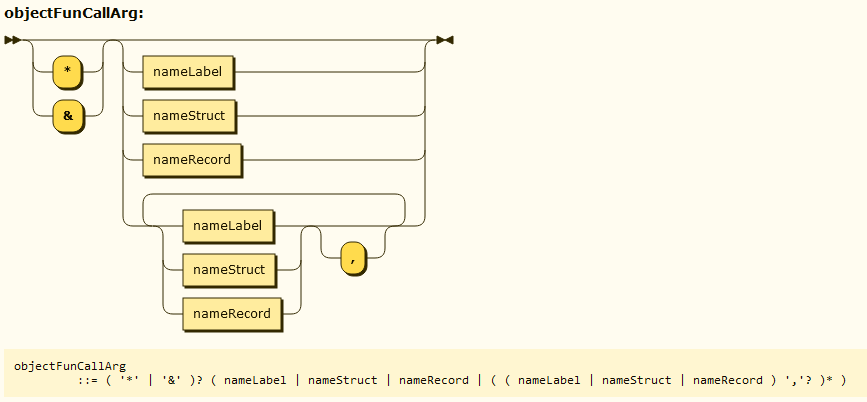 objectFunCallArg:
*
nameLabel
&
nameStruct
nameRecord
nameLabel
nameStruct
,
nameRecord
objectFunCallArg
::= ( '*' | '&' )? ( nameLabel | nameStruct | nameRecord | ( ( nameLabel | nameStruct | nameRecord ) ','? )* )